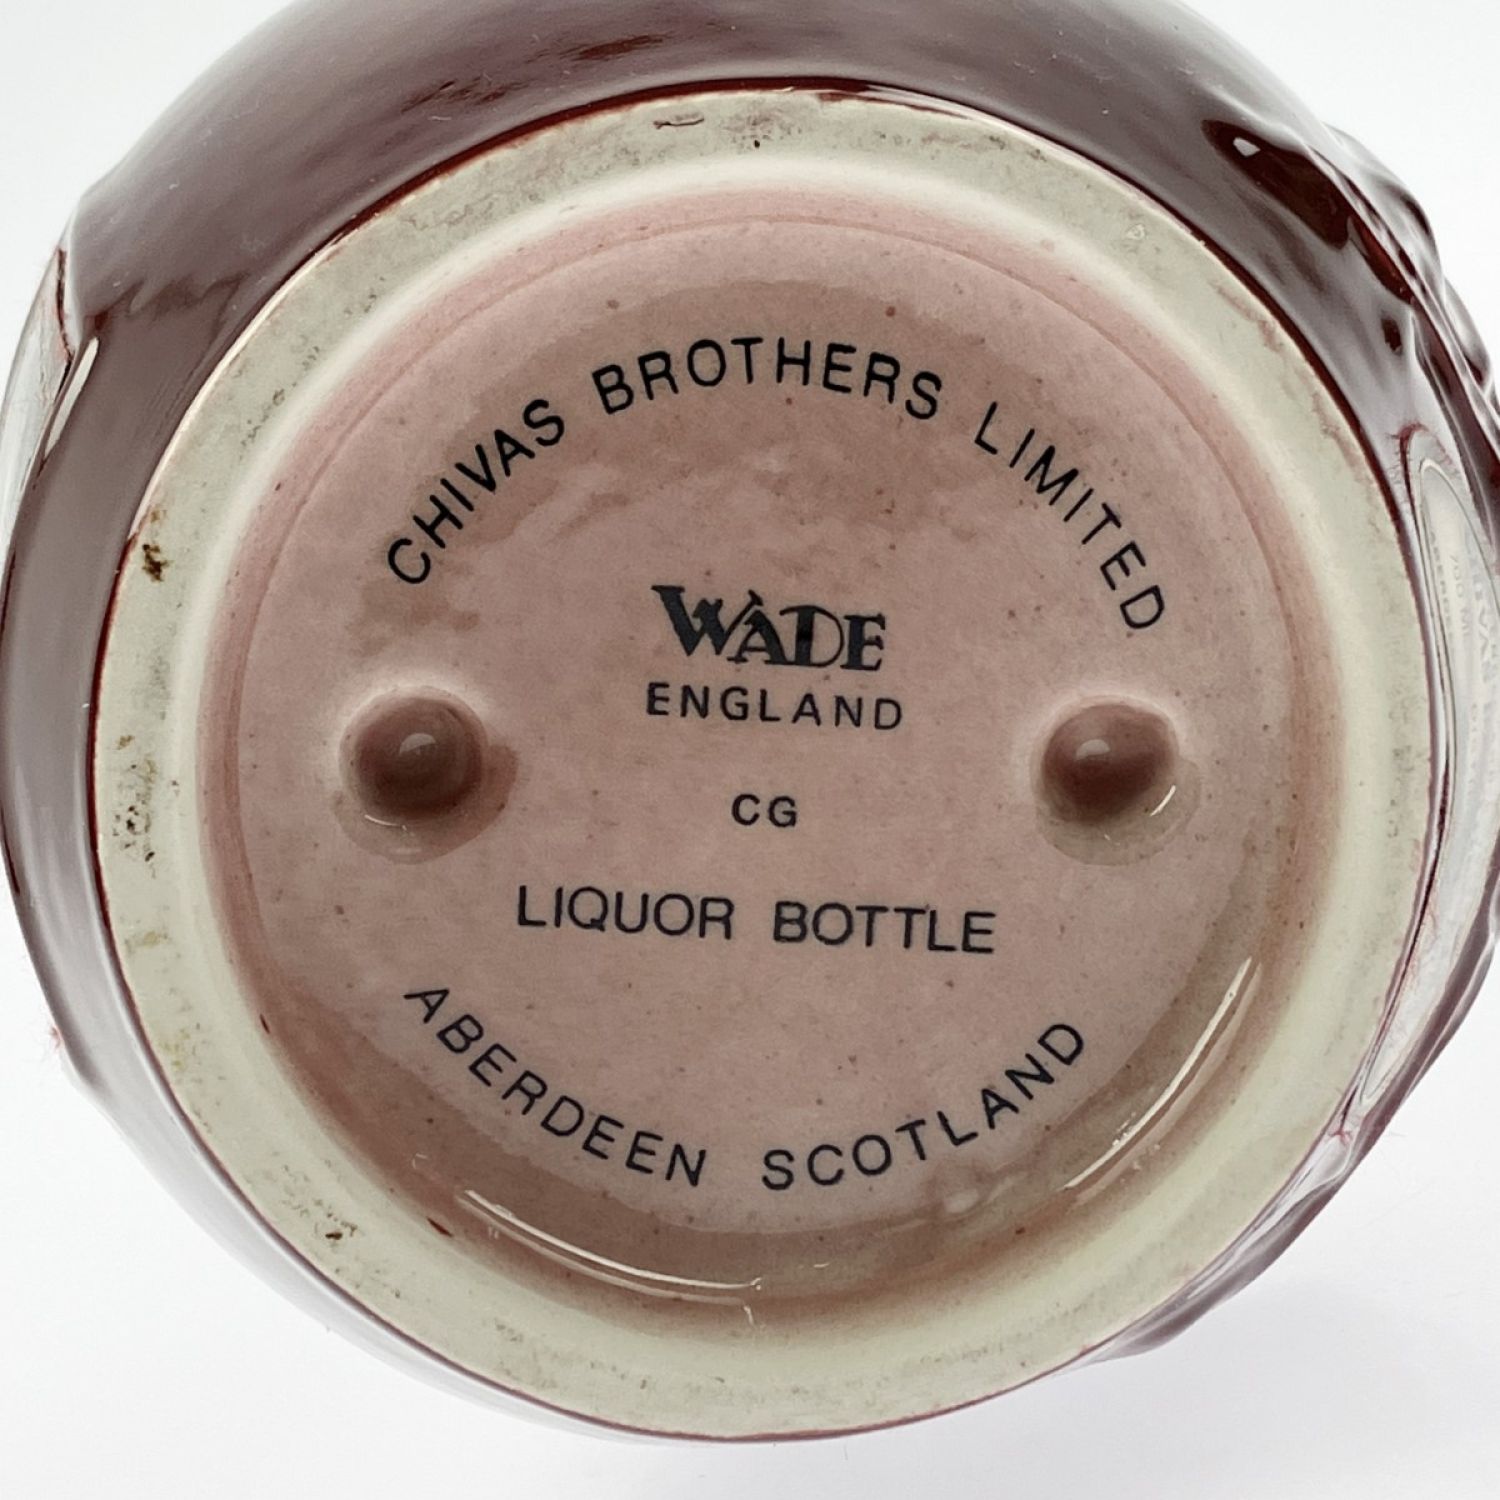 CHIVAS BROTHERS LIMITED
WADE
ENGLAND
CG
LIQUOR BOTTLE
ABERDEEN SCOTLAND